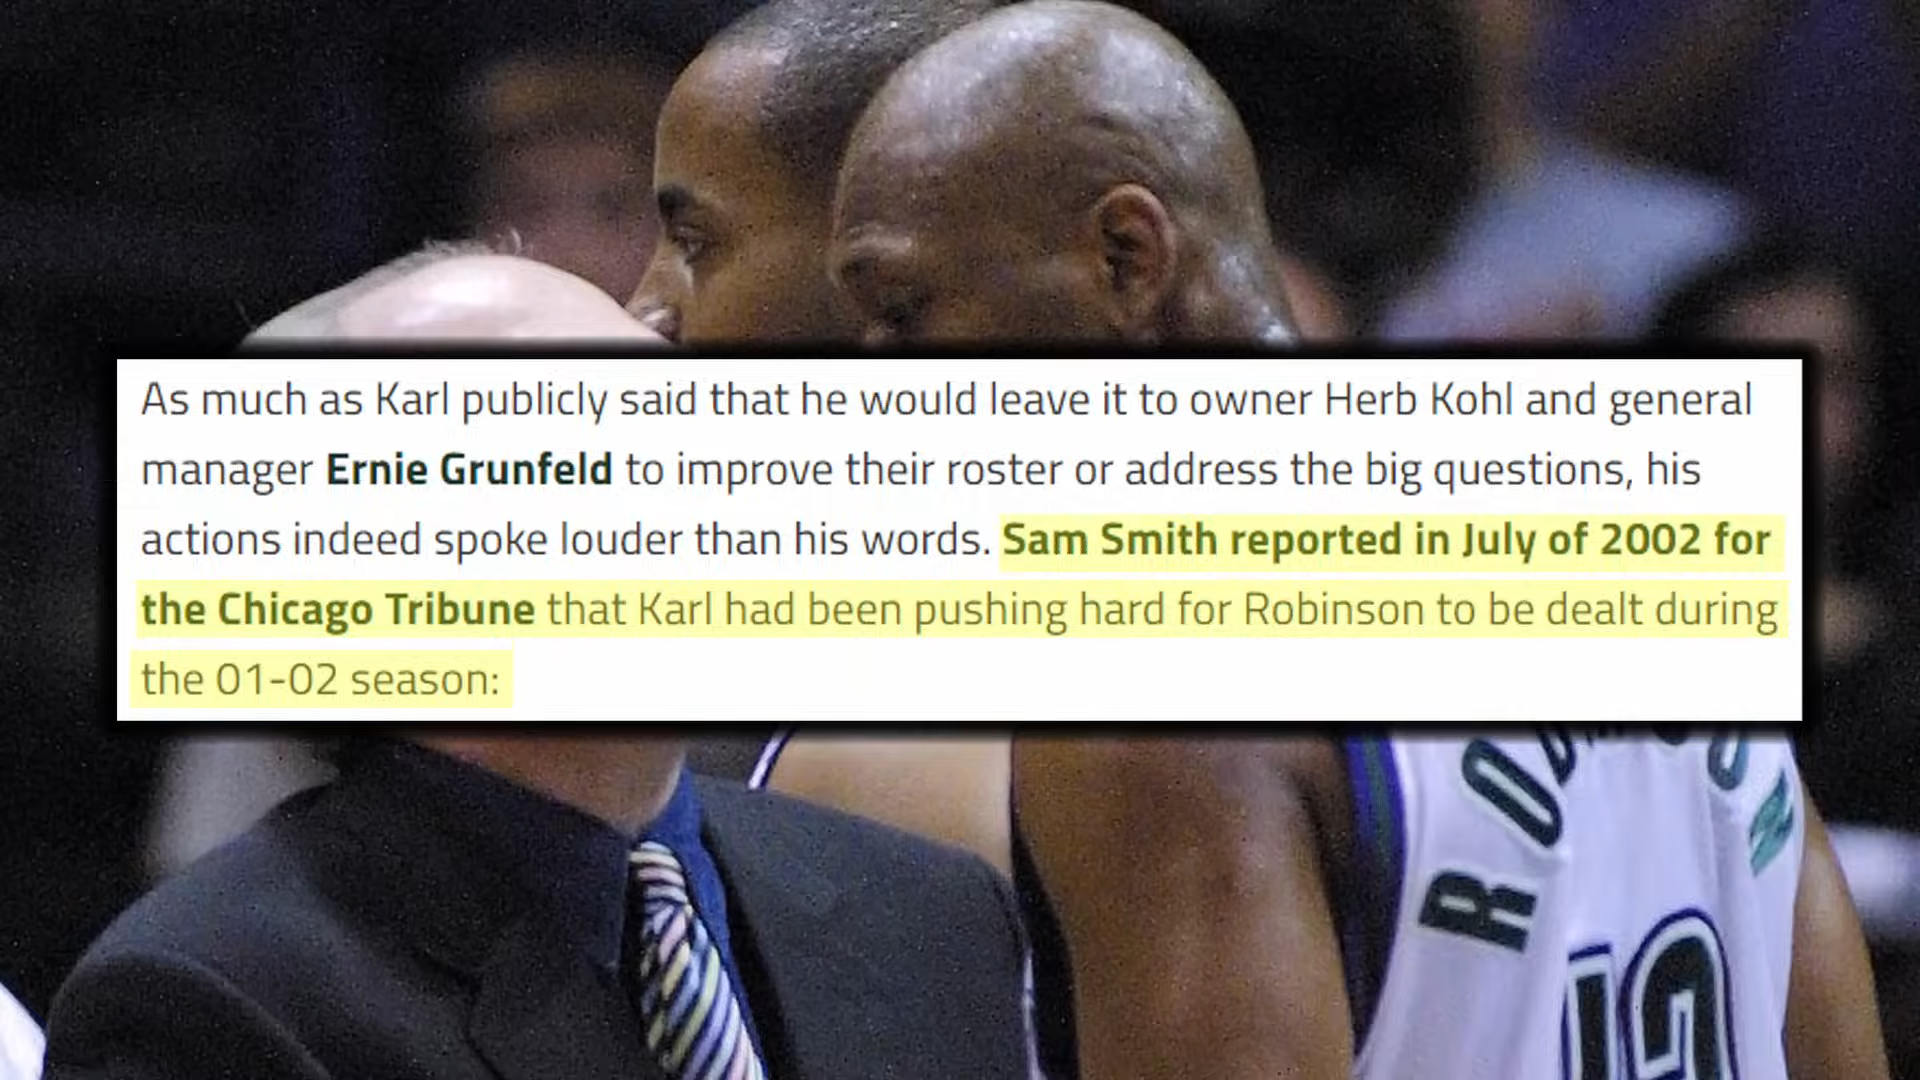 As much as Karl publicly said that he would leave it to owner Herb Kohl and general
manager Ernie Grunfeld to improve their roster or address the big questions, his
actions indeed spoke louder than his words. Sam Smith reported in July of 2002 for
the Chicago Tribune that Karl had been pushing hard for Robinson to be dealt during
the 01-02 season: